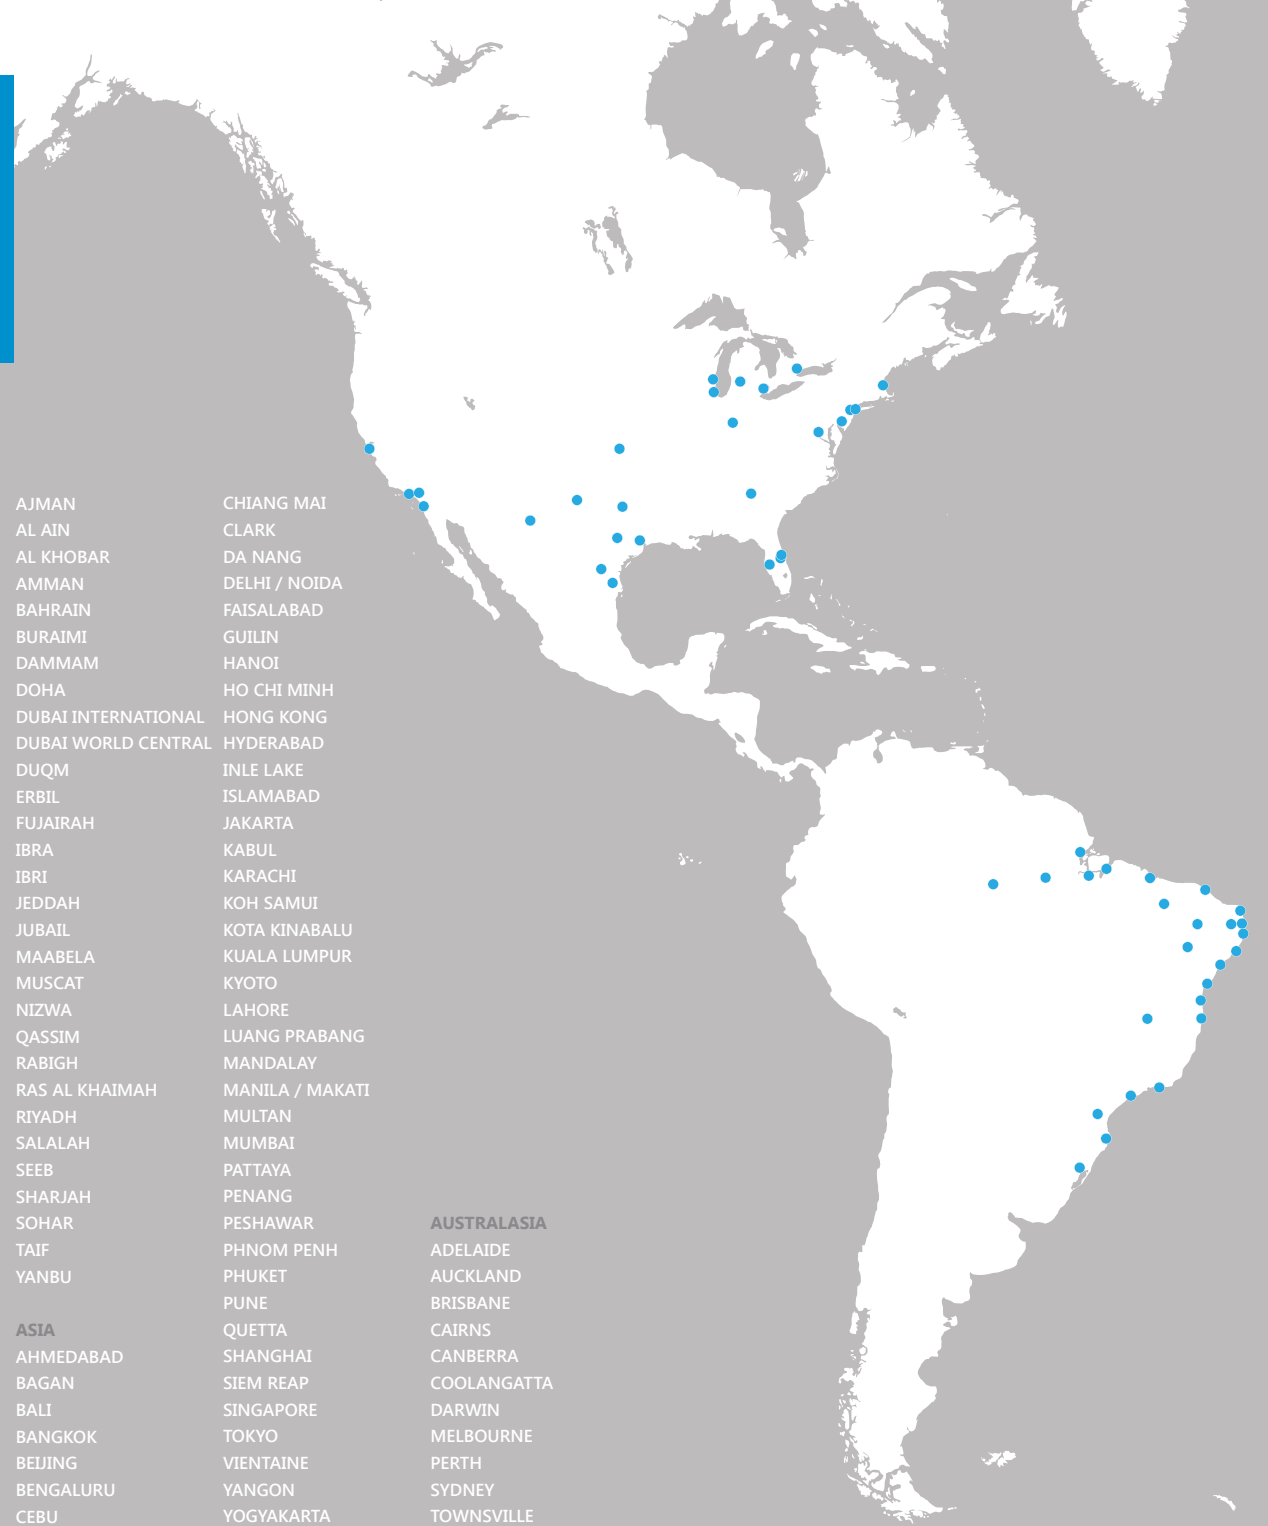 AJMAN
AL AIN
AL KHOBAR
AMMAN
BAHRAIN
BURAIMI
DAMMAM
DOHA
DUBAI INTERNATIONAL
DUBAI WORLD CENTRAL
DUQM
ERBIL
FUJAIRAH
IBRA
IBRI
JEDDAH
JUBAIL
MAABELA
MUSCAT
NIZWA
QASSIM
RABIGH
RAS AL KHAIMAH
RIYADH
SALALAH
SEEB
SHARJAH
SOHAR
TAIF
YANBU
ASIA
AHMEDABAD
BAGAN
BALI
BANGKOK
BEIJING
BENGALURU
CEBU
CHIANG MAI
CLARK
DA NANG
DELHI / NOIDA
FAISALABAD
GUILIN
HANOI
HO CHI MINH
HONG KONG
HYDERABAD
INLE LAKE
ISLAMABAD
JAKARTA
KABUL
KARACHI
KOH SAMUI
KOTA KINABALU
KUALA LUMPUR
KYOTO
LAHORE
LUANG PRABANG
MANDALAY
MANILA / MAKATI
MULTAN
MUMBAI
PATTAYA
PENANG
PESHAWAR
PHNOM PENH
PHUKET
PUNE
QUETTA
SHANGHAI
SIEM REAP
SINGAPORE
TOKYO
VIENTAINE
YANGON
YOGYAKARTA
AUSTRALASIA
ADELAIDE
AUCKLAND
BRISBANE
CAIRNS
CANBERRA
COOLANGATTA
DARWIN
MELBOURNE
PERTH
SYDNEY
TOWNSVILLE